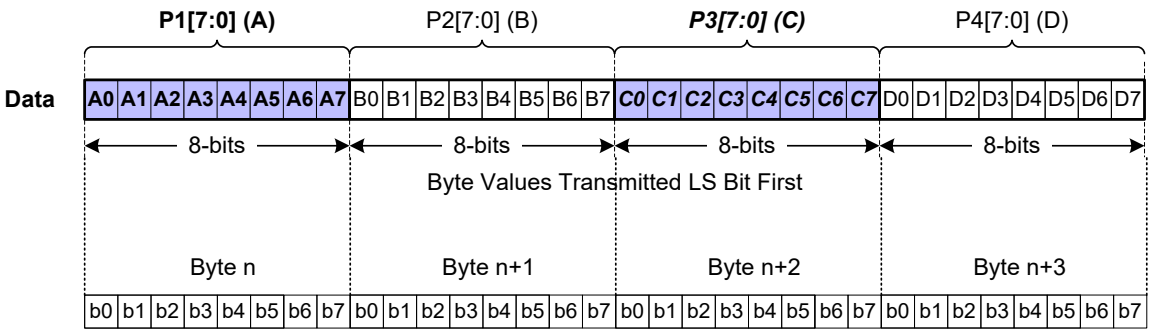 P1[7:0] (A) P2[7:0] (B) P3[7:0] (C) P4[7:0] (D)
Data A0 A1 A2 A3 A4 A5 A6 A7 B0 B1 B2 B3 B4 B5 B6 B7 C0 C1 C2 C3 C4 C5 C6 C7 D0 D1 D2 D3 D4 D5 D6 D7
8-bits 8-bits 8-bits 8-bits
Byte Values Transmitted LS Bit First
Byte n Byte n+1 Byte n+2 Byte n+3
b0 b1 b2 b3 b4 b5 b6 b7 b0 b1 b2 b3 b4 b5 b6 b7 b0 b1 b2 b3 b4 b5 b6 b7 b0 b1 b2 b3 b4 b5 b6 b7